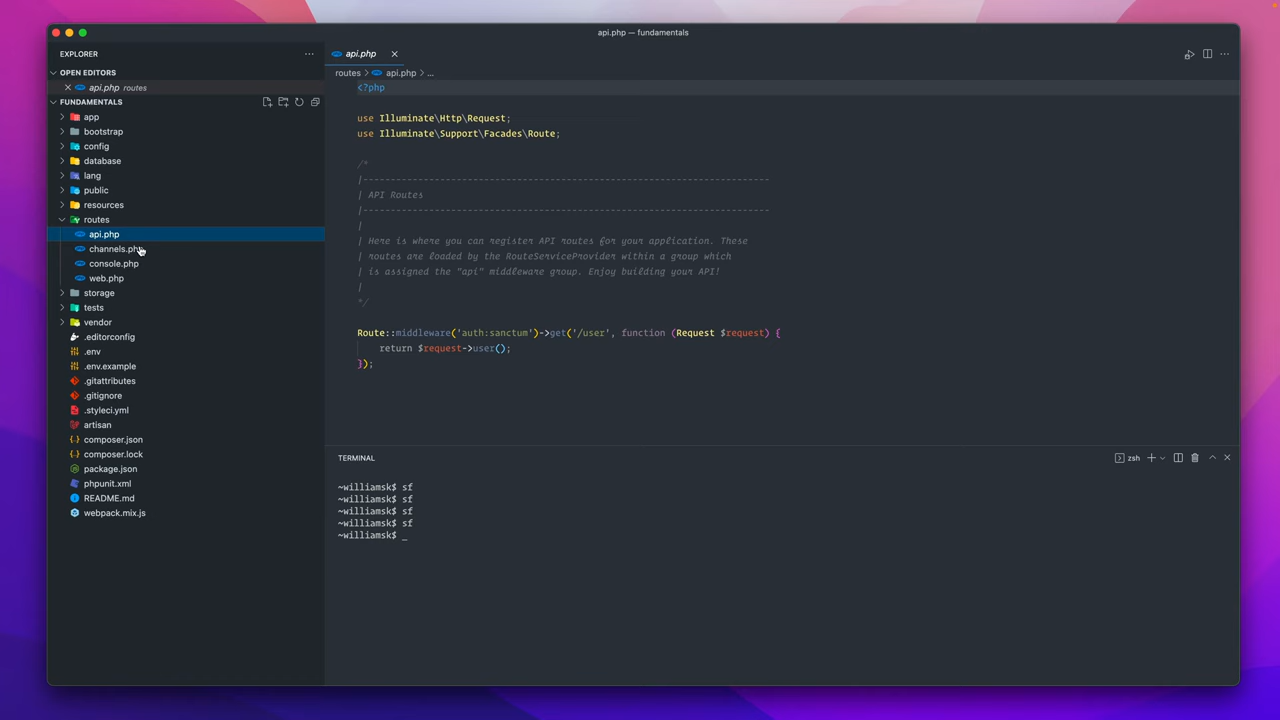 api.php — fundamentals
EXPLORER
OPEN EDITORS
api.php routes
FUNDAMENTALS
app
bootstrap
config
database
lang
public
resources
routes
api.php
channels.php
console.php
web.php
storage
tests
vendor
.editorconfig
.env
.env.example
.gitattributes
.gitignore
.styleci.yml
artisan
composer.json
composer.lock
package.json
phpunit.xml
README.md
webpack.mix.js
api.php
routes > api.php > ...
<?php
use Illuminate\Http\Request;
use Illuminate\Support\Facades\Route;
/*
|--------------------------------------------------------------------------
| API Routes
|--------------------------------------------------------------------------
|
| Here is where you can register API routes for your application. These
| routes are loaded by the RouteServiceProvider within a group which
| is assigned the "api" middleware group. Enjoy building your API!
|
*/
Route::middleware('auth:sanctum')->get('/user', function (Request $request) {
return $request->user();
});
TERMINAL
zsh
~williamsk$ sf
~williamsk$ sf
~williamsk$ sf
~williamsk$ sf
~williamsk$ _